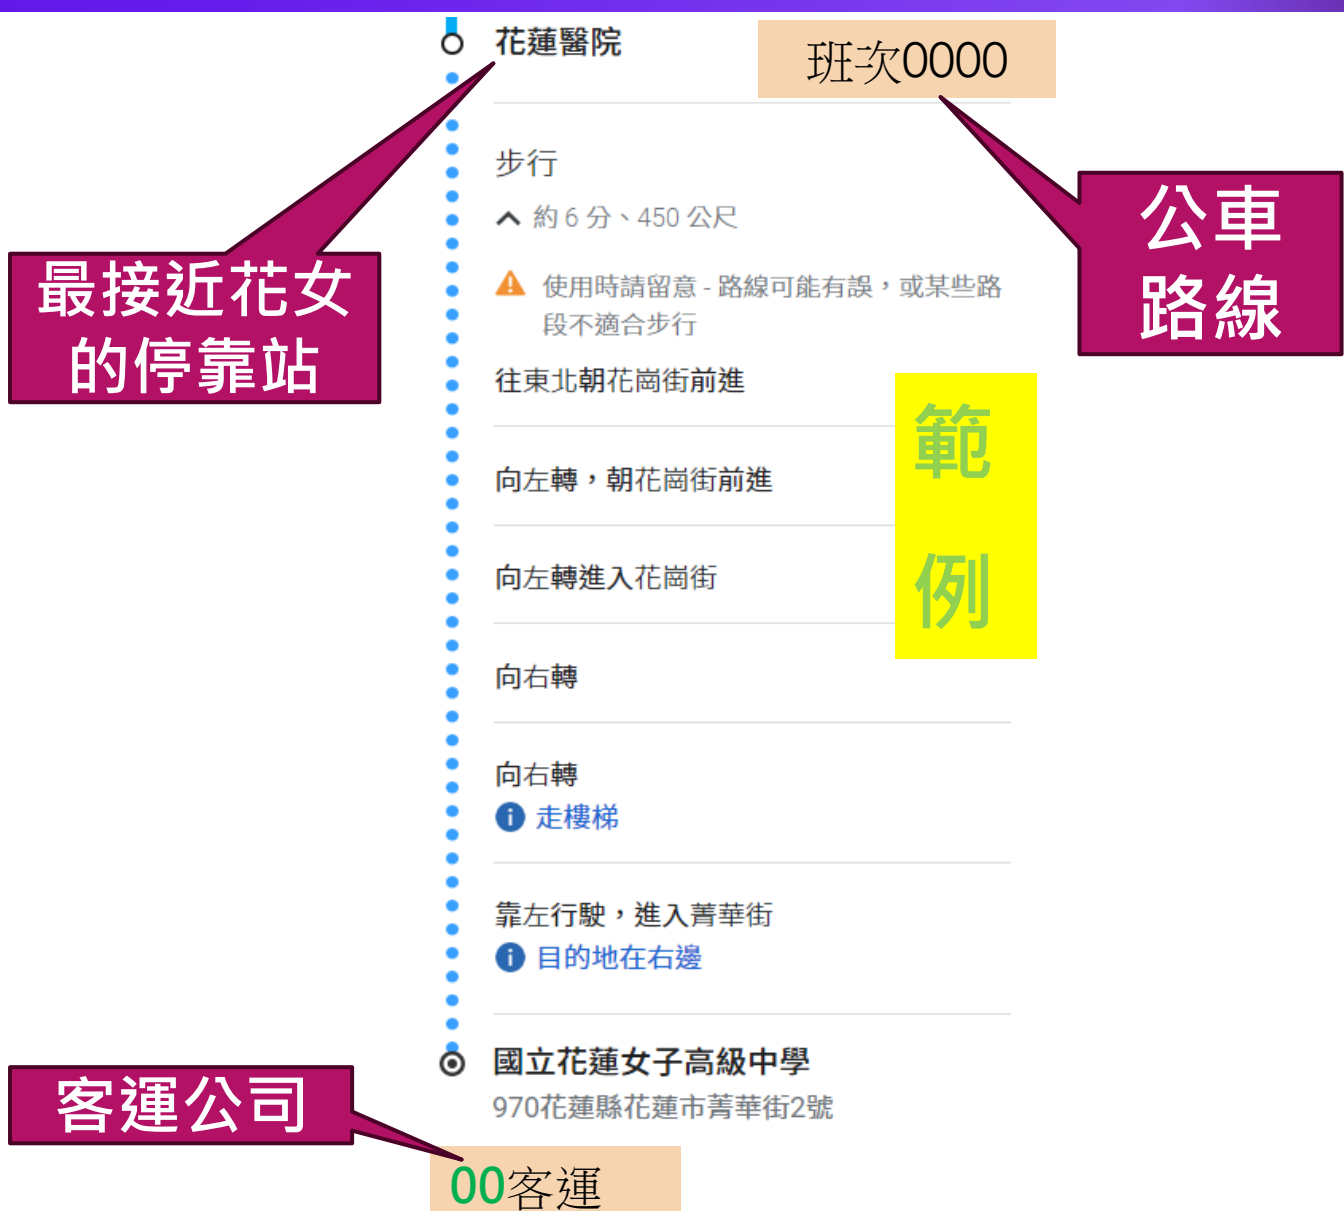 花蓮醫院
班次0000
步行
約 6 分、450 公尺
公車
路線
最接近花女
的停靠站
使用時請留意 - 路線可能有誤，或某些路
段不適合步行
往東北朝花崗街前進
範
例
向左轉，朝花崗街前進
向左轉進入花崗街
向右轉
向右轉
走樓梯
靠左行駛，進入菁華街
目的地在右邊
國立花蓮女子高級中學
970花蓮縣花蓮市菁華街2號
客運公司
00客運